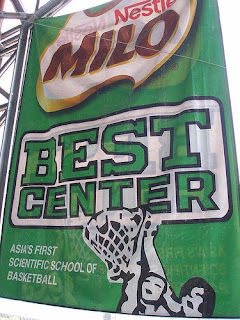 Nestlé
MILO
BEST
CENTER
ASIA'S FIRST
SCIENTIFIC SCHOOL OF
BASKETBALL